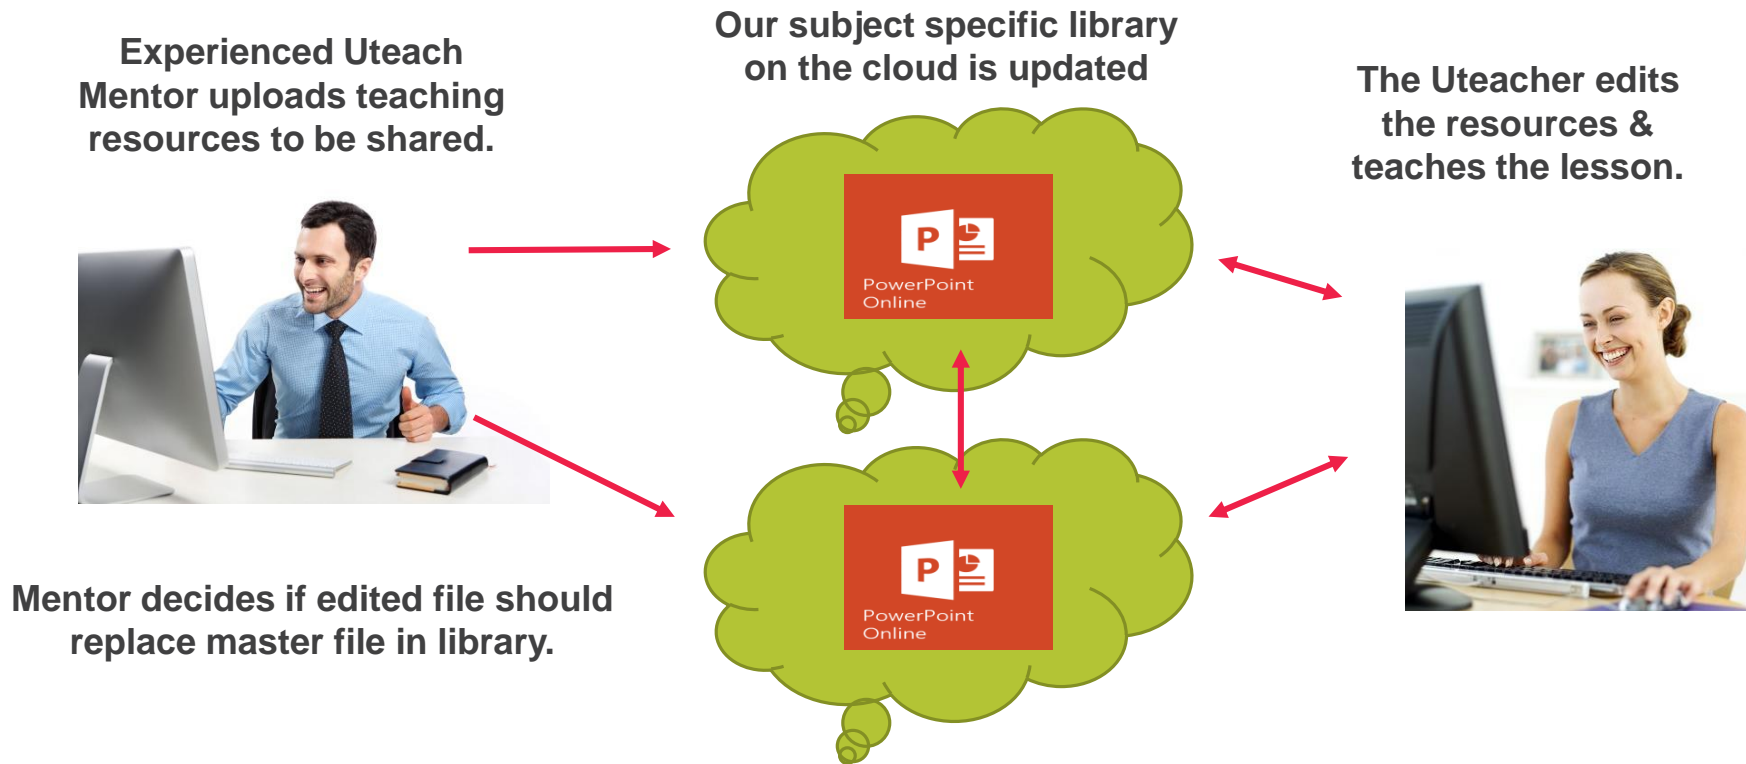 Experienced Uteach
Mentor uploads teaching
resources to be shared.
Our subject specific library
on the cloud is updated
The Uteacher edits
the resources &
teaches the lesson.
P
PowerPoint
Online
P
PowerPoint
Online
Mentor decides if edited file should
replace master file in library.